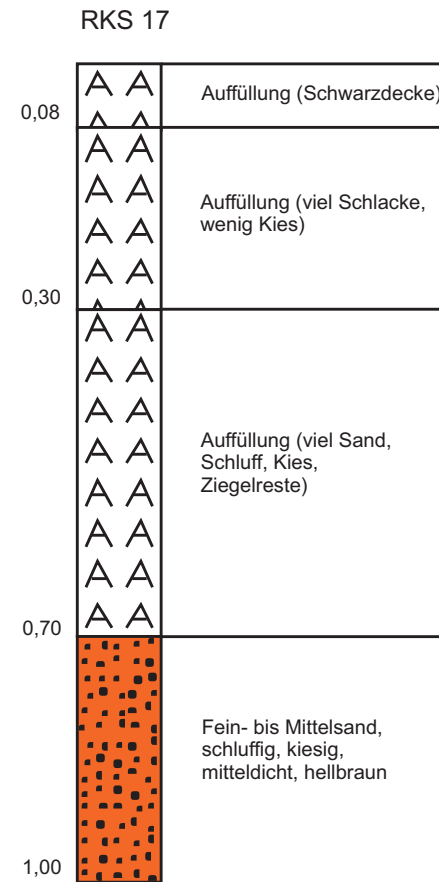 RKS 17
Auffüllung (Schwarzdecke)
0,08
Auffüllung (viel Schlacke,
wenig Kies)
0,30
Auffüllung (viel Sand,
Schluff, Kies,
Ziegelreste)
0,70
Fein- bis Mittelsand,
schluffig, kiesig,
mitteldicht, hellbraun
1,00